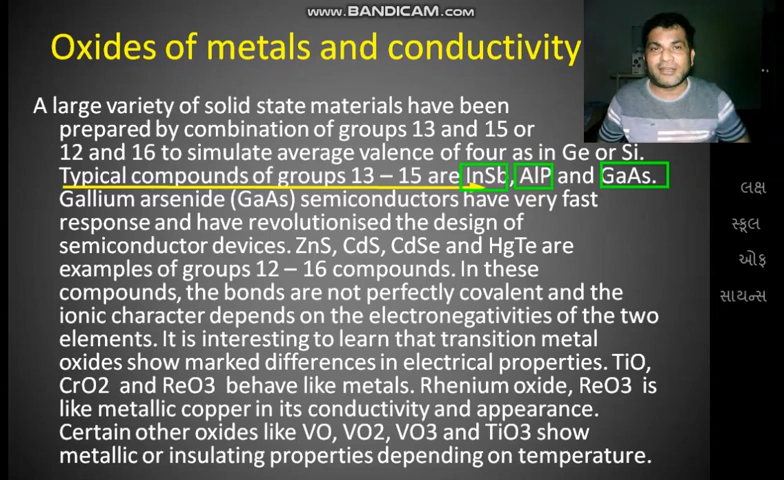 www.BANDICAM.com
Oxides of metals and conductivity
A large variety of solid state materials have been
prepared by combination of groups 13 and 15 or
12 and 16 to simulate average valence of four as in Ge or Si.
Typical compounds of groups 13 – 15 are InSb, AlP and GaAs.
Gallium arsenide (GaAs) semiconductors have very fast
response and have revolutionised the design of
semiconductor devices. ZnS, CdS, CdSe and HgTe are
examples of groups 12 – 16 compounds. In these
compounds, the bonds are not perfectly covalent and the
ionic character depends on the electronegativities of the two
elements. It is interesting to learn that transition metal
oxides show marked differences in electrical properties. TiO,
CrO2 and ReO3 behave like metals. Rhenium oxide, ReO3 is
like metallic copper in its conductivity and appearance.
Certain other oxides like VO, VO2, VO3 and TiO3 show
metallic or insulating properties depending on temperature.
લક્ષ
સ્કૂલ
ઓફ
સાયન્સ